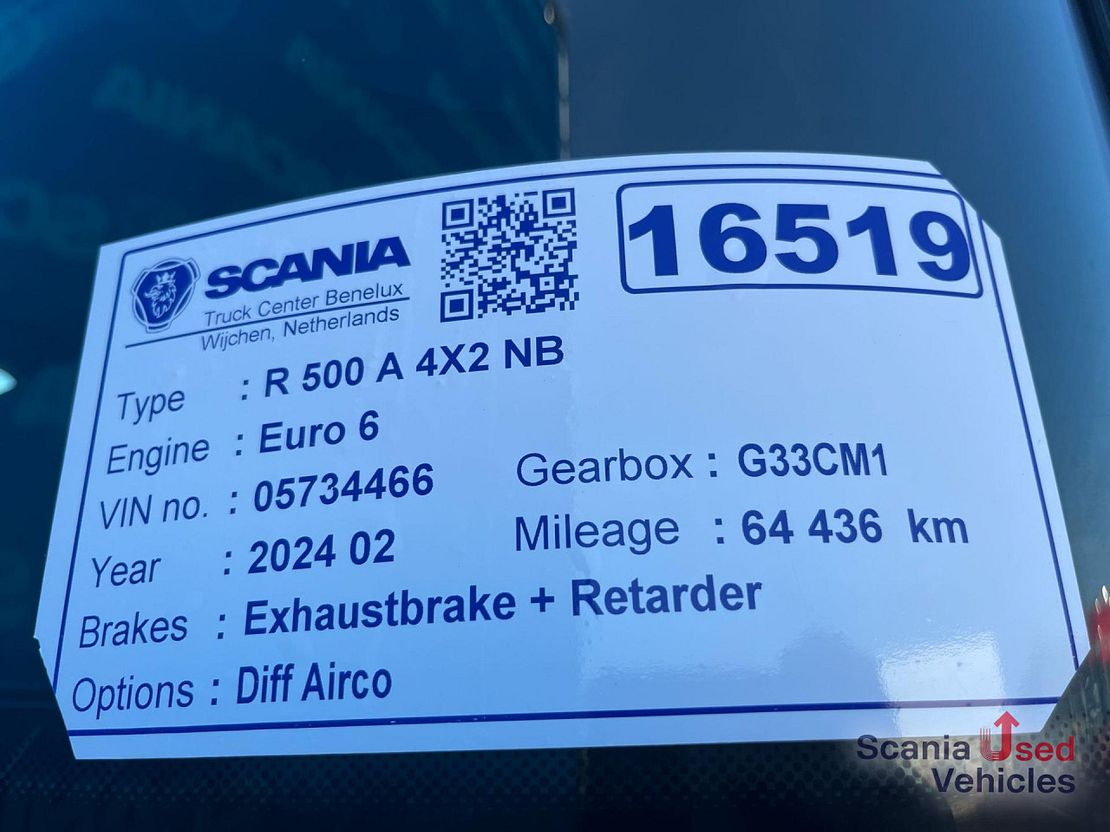 SCANIA
Truck Center Benelux
Wijchen, Netherlands
16519
Type : R 500 A 4X2 NB
Engine : Euro 6
VIN no. : 05734466
Gearbox : G33CM1
Year : 2024 02
Mileage : 64 436 km
Brakes : Exhaustbrake + Retarder
Options : Diff Airco
Scania Used
Vehicles